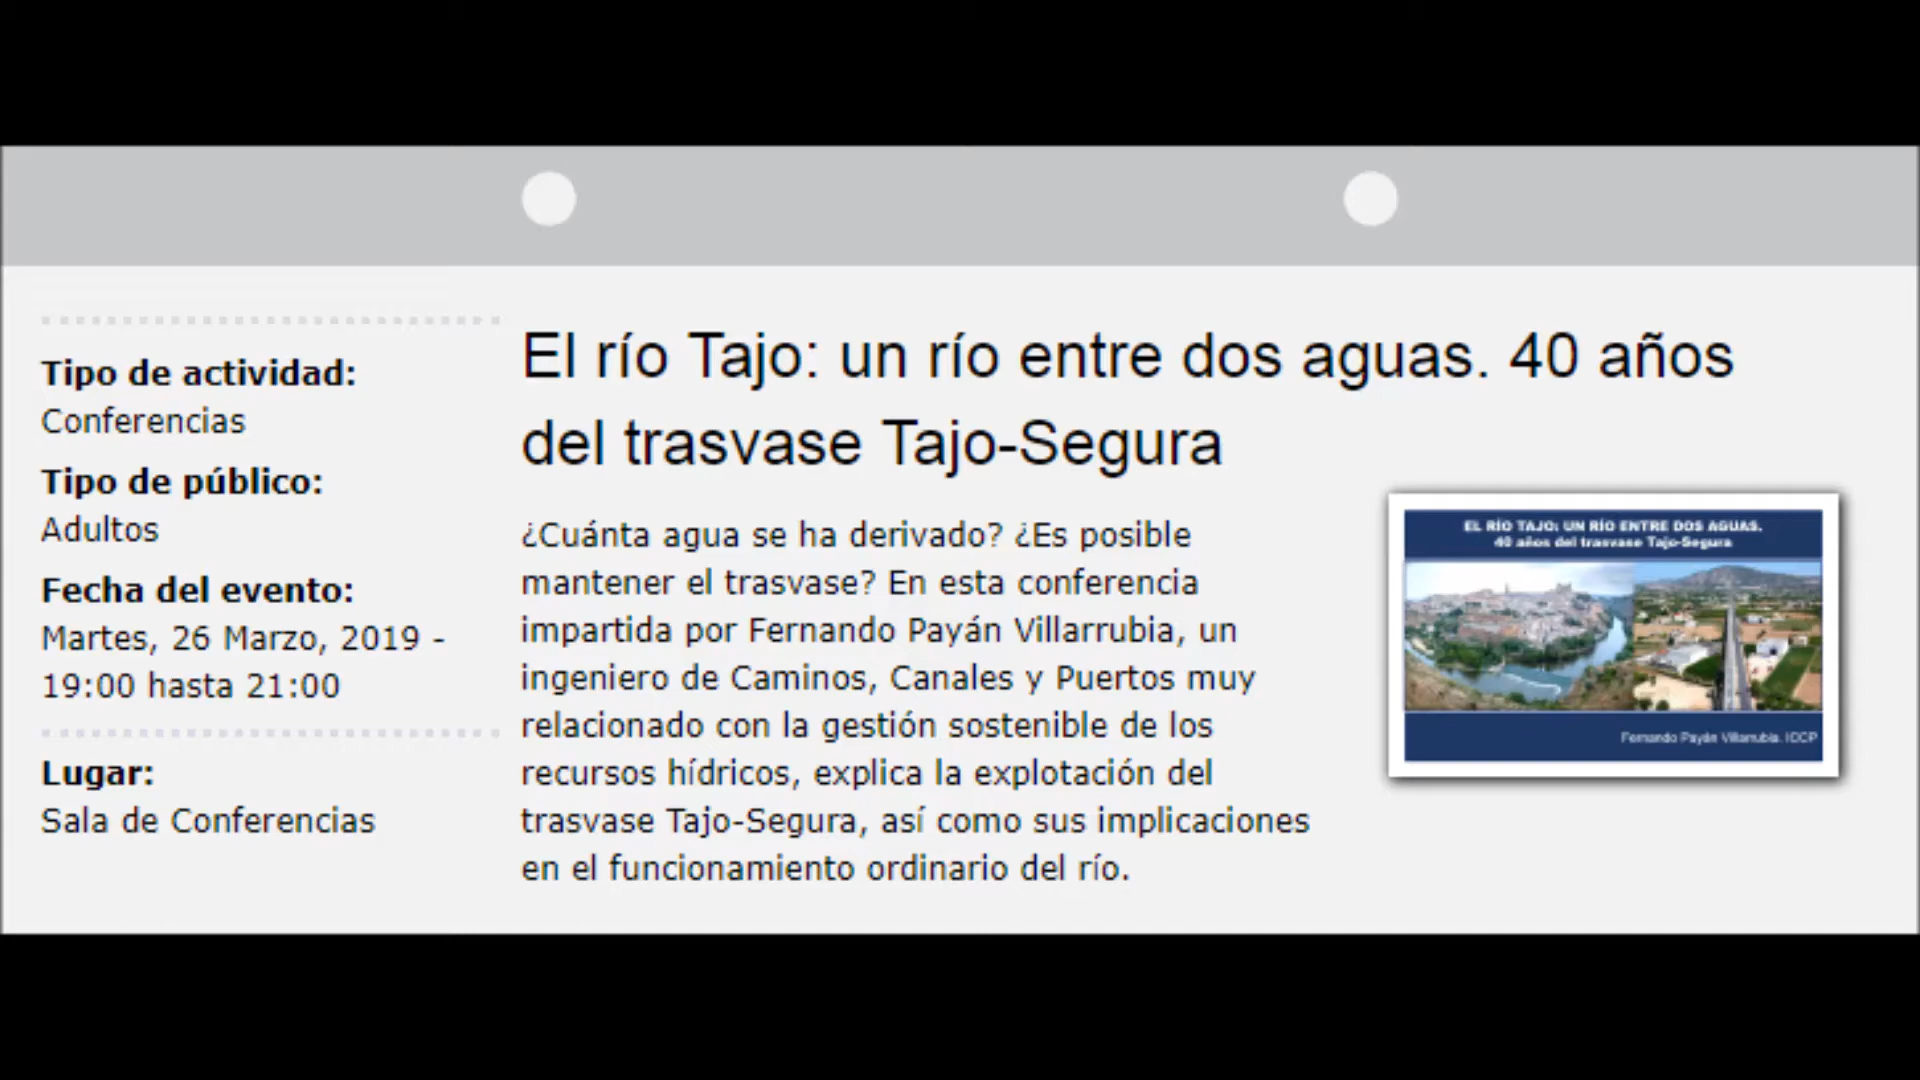 Tipo de actividad:
Conferencias
Tipo de público:
Adultos
Fecha del evento:
Martes, 26 Marzo, 2019 -
19:00 hasta 21:00
Lugar:
Sala de Conferencias
El río Tajo: un río entre dos aguas. 40 años
del trasvase Tajo-Segura
¿Cuánta agua se ha derivado? ¿Es posible
mantener el trasvase? En esta conferencia
impartida por Fernando Payán Villarrubia, un
ingeniero de Caminos, Canales y Puertos muy
relacionado con la gestión sostenible de los
recursos hídricos, explica la explotación del
trasvase Tajo-Segura, así como sus implicaciones
en el funcionamiento ordinario del río.
EL RÍO TAJO: UN RÍO ENTRE DOS AGUAS.
40 años del trasvase Tajo-Segura
Fernando Payán Villarrubia. ICCP